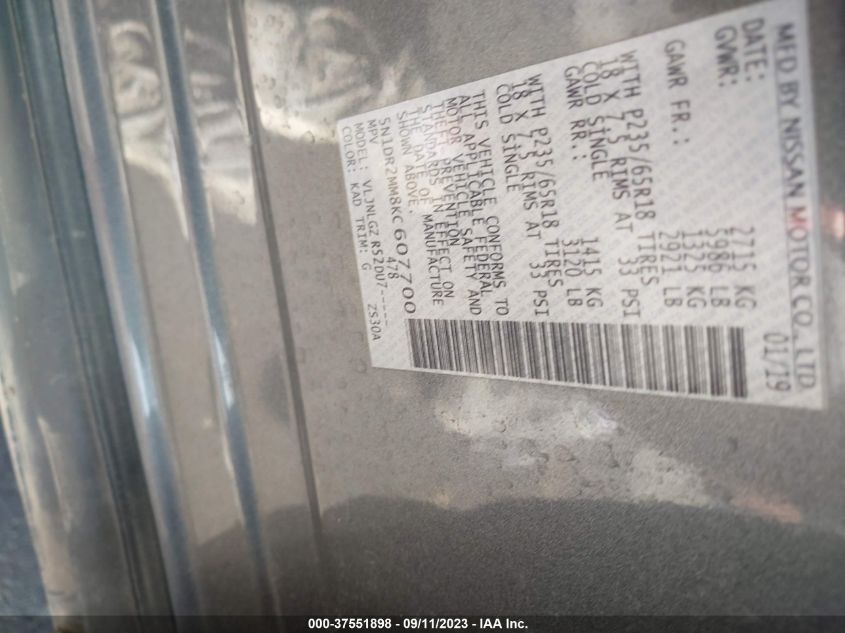 MFD BY NISSAN MOTOR CO., LTD.
DATE: 01/19
GVWR: 2715 KG
5986 LB
GAWR FR.: 1325 KG
2921 LB
WITH P235/65R18 TIRES
18 X 7.5 RIMS AT 33 PSI
COLD SINGLE
GAWR RR.: 1415 KG
3120 LB
WITH P235/65R18 TIRES
18 X 7.5 RIMS AT 33 PSI
COLD SINGLE
THIS VEHICLE CONFORMS TO
ALL APPLICABLE FEDERAL
MOTOR VEHICLE SAFETY AND
THEFT PREVENTION
STANDARDS IN EFFECT ON
THE DATE OF MANUFACTURE
SHOWN ABOVE.
5N1DR2MM8KC607700
MPV 478
MODEL: VLJNLGZ R52DU7-----
COLOR: KAD TRIM: G ZS30A
000-37551898 - 09/11/2023 - IAA Inc.